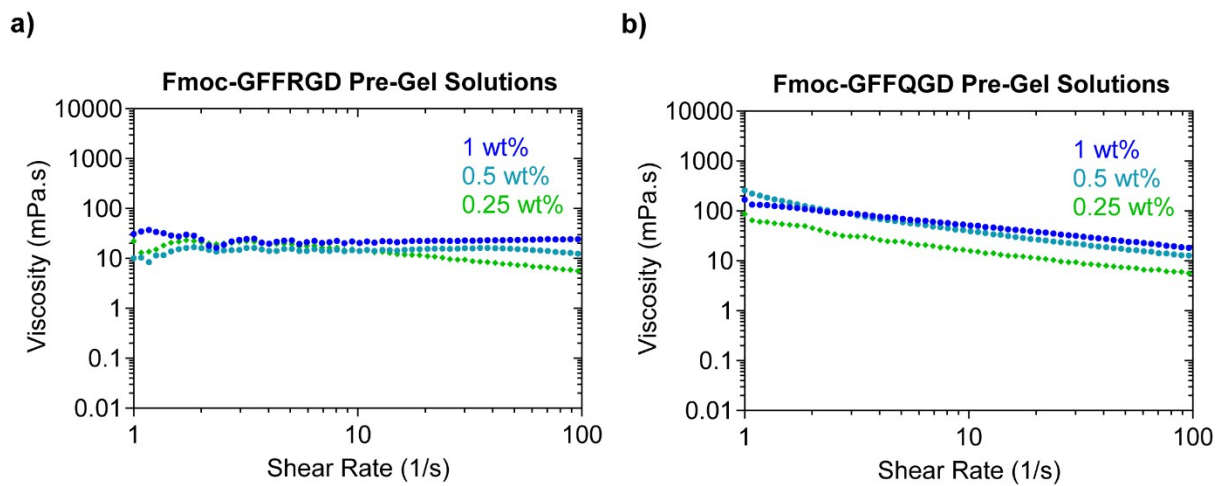 a)
Fmoc-GFFRGD Pre-Gel Solutions
Viscosity (mPa.s)
10000
1000
100
10
1
0.1
0.01
1 wt%
0.5 wt%
0.25 wt%
1
10
100
Shear Rate (1/s)
b)
Fmoc-GFFQGD Pre-Gel Solutions
Viscosity (mPa.s)
10000
1000
100
10
1
0.1
0.01
1 wt%
0.5 wt%
0.25 wt%
1
10
100
Shear Rate (1/s)